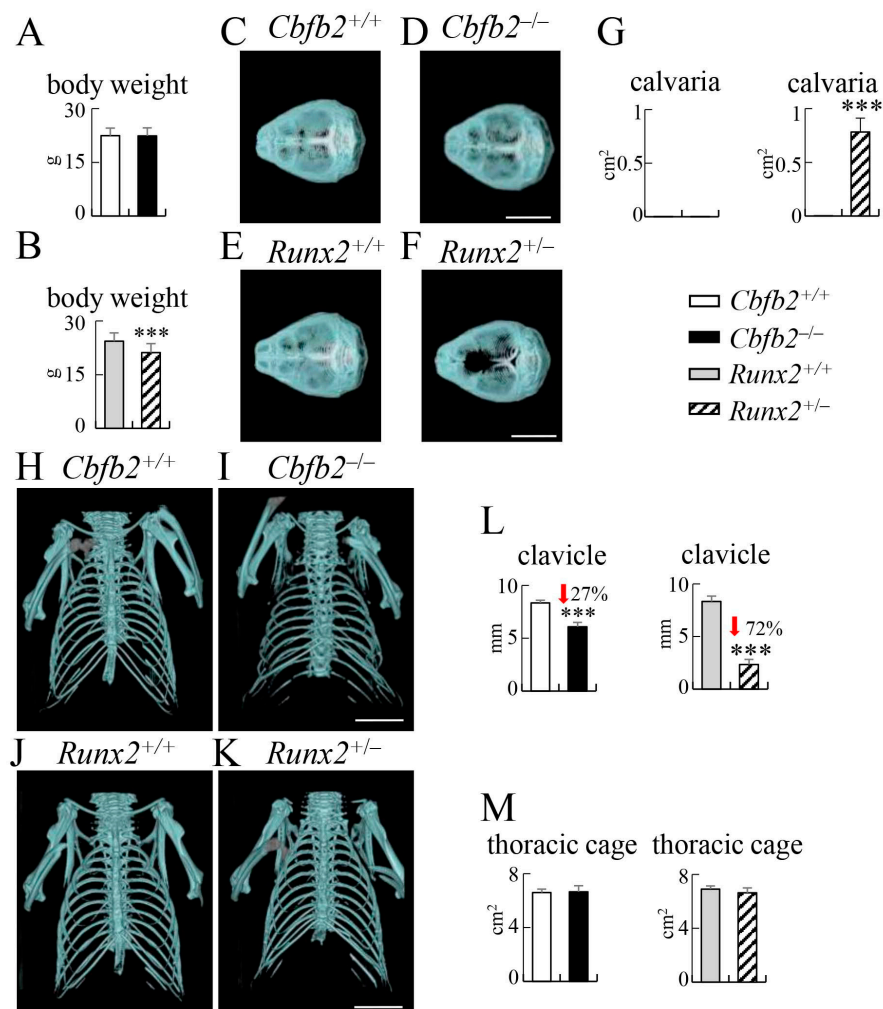 A
body weight
30
15
0
g
B
body weight
30
15
0
g
***
C
Cbfb2+/+
D
Cbfb2–/–
E
Runx2+/+
F
Runx2+/–
G
calvaria
1
0.5
0
cm2
calvaria
1
0.5
0
cm2
***
Cbfb2+/+
Cbfb2–/–
Runx2+/+
Runx2+/–
H
Cbfb2+/+
I
Cbfb2–/–
J
Runx2+/+
K
Runx2+/–
L
clavicle
10
5
0
mm
27%
***
clavicle
10
5
0
mm
72%
***
M
thoracic cage
8
4
0
cm2
thoracic cage
8
4
0
cm2